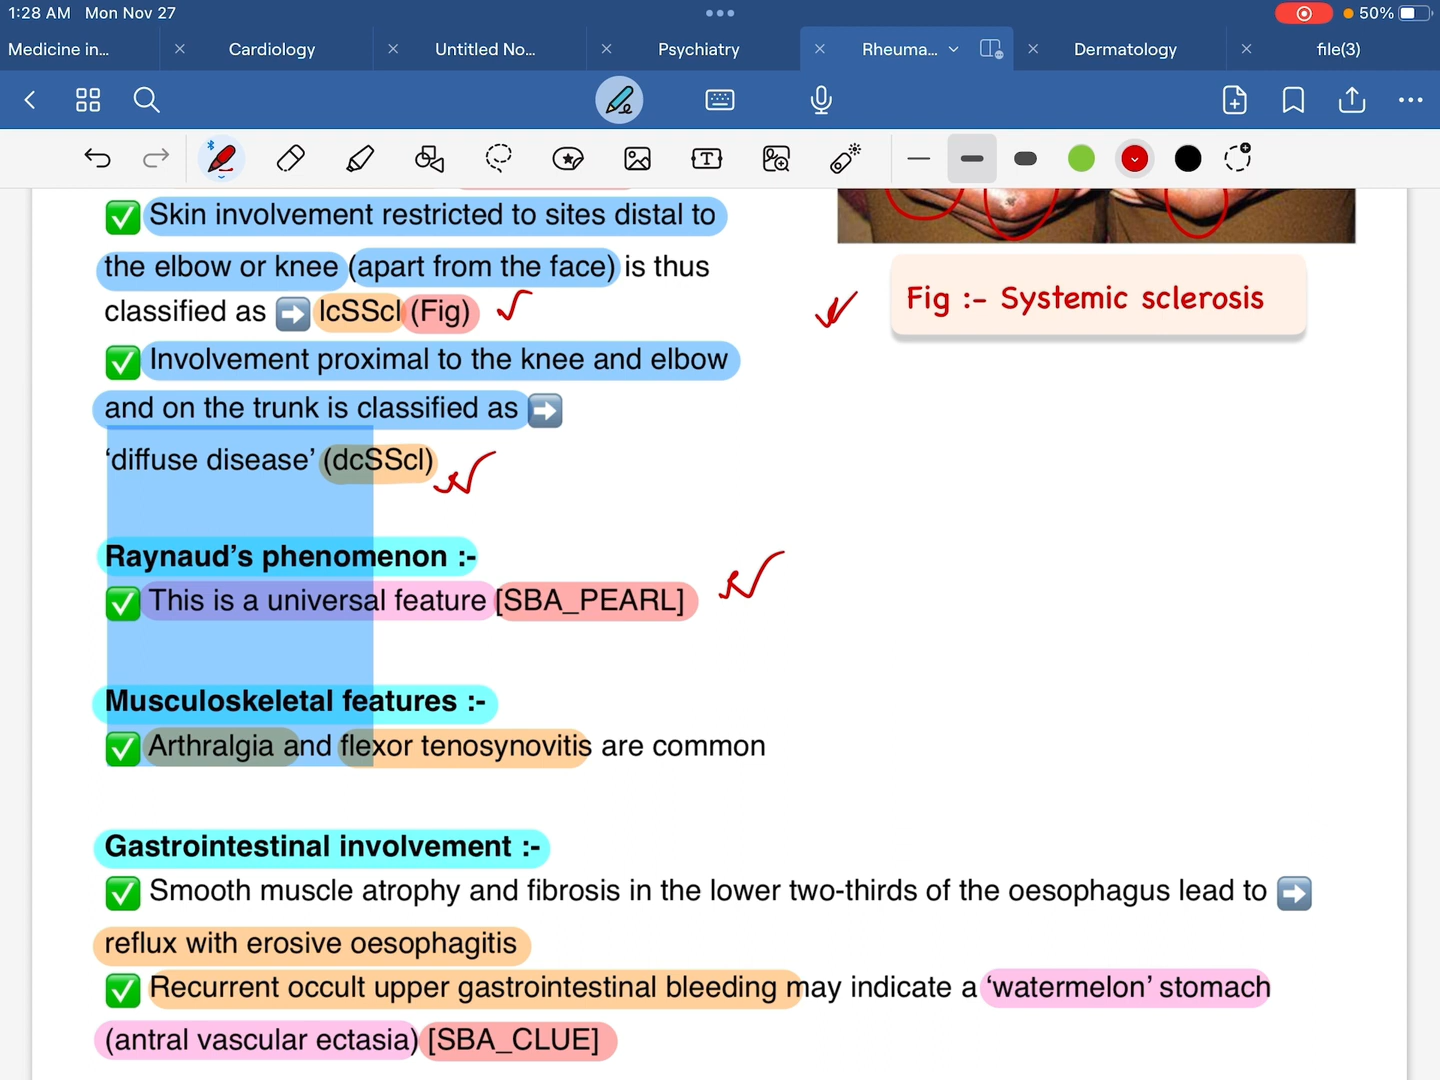 1:28 AM Mon Nov 27
50%
Medicine in...
Cardiology
Untitled No...
Psychiatry
Rheuma...
Dermatology
file(3)
Skin involvement restricted to sites distal to
the elbow or knee (apart from the face) is thus
classified as ➡️ lcSScl (Fig)
Fig :- Systemic sclerosis
Involvement proximal to the knee and elbow
and on the trunk is classified as ➡️
‘diffuse disease’ (dcSScl)
Raynaud’s phenomenon :-
✅ This is a universal feature [SBA_PEARL]
Musculoskeletal features :-
✅ Arthralgia and flexor tenosynovitis are common
Gastrointestinal involvement :-
✅ Smooth muscle atrophy and fibrosis in the lower two-thirds of the oesophagus lead to ➡️
reflux with erosive oesophagitis
✅ Recurrent occult upper gastrointestinal bleeding may indicate a ‘watermelon’ stomach
(antral vascular ectasia) [SBA_CLUE]